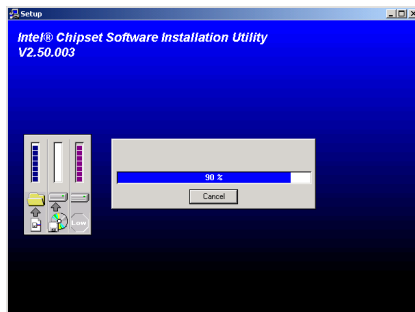 Setup
Intel® Chipset Software Installation Utility
V2.50.003
90 %
Cancel
Low